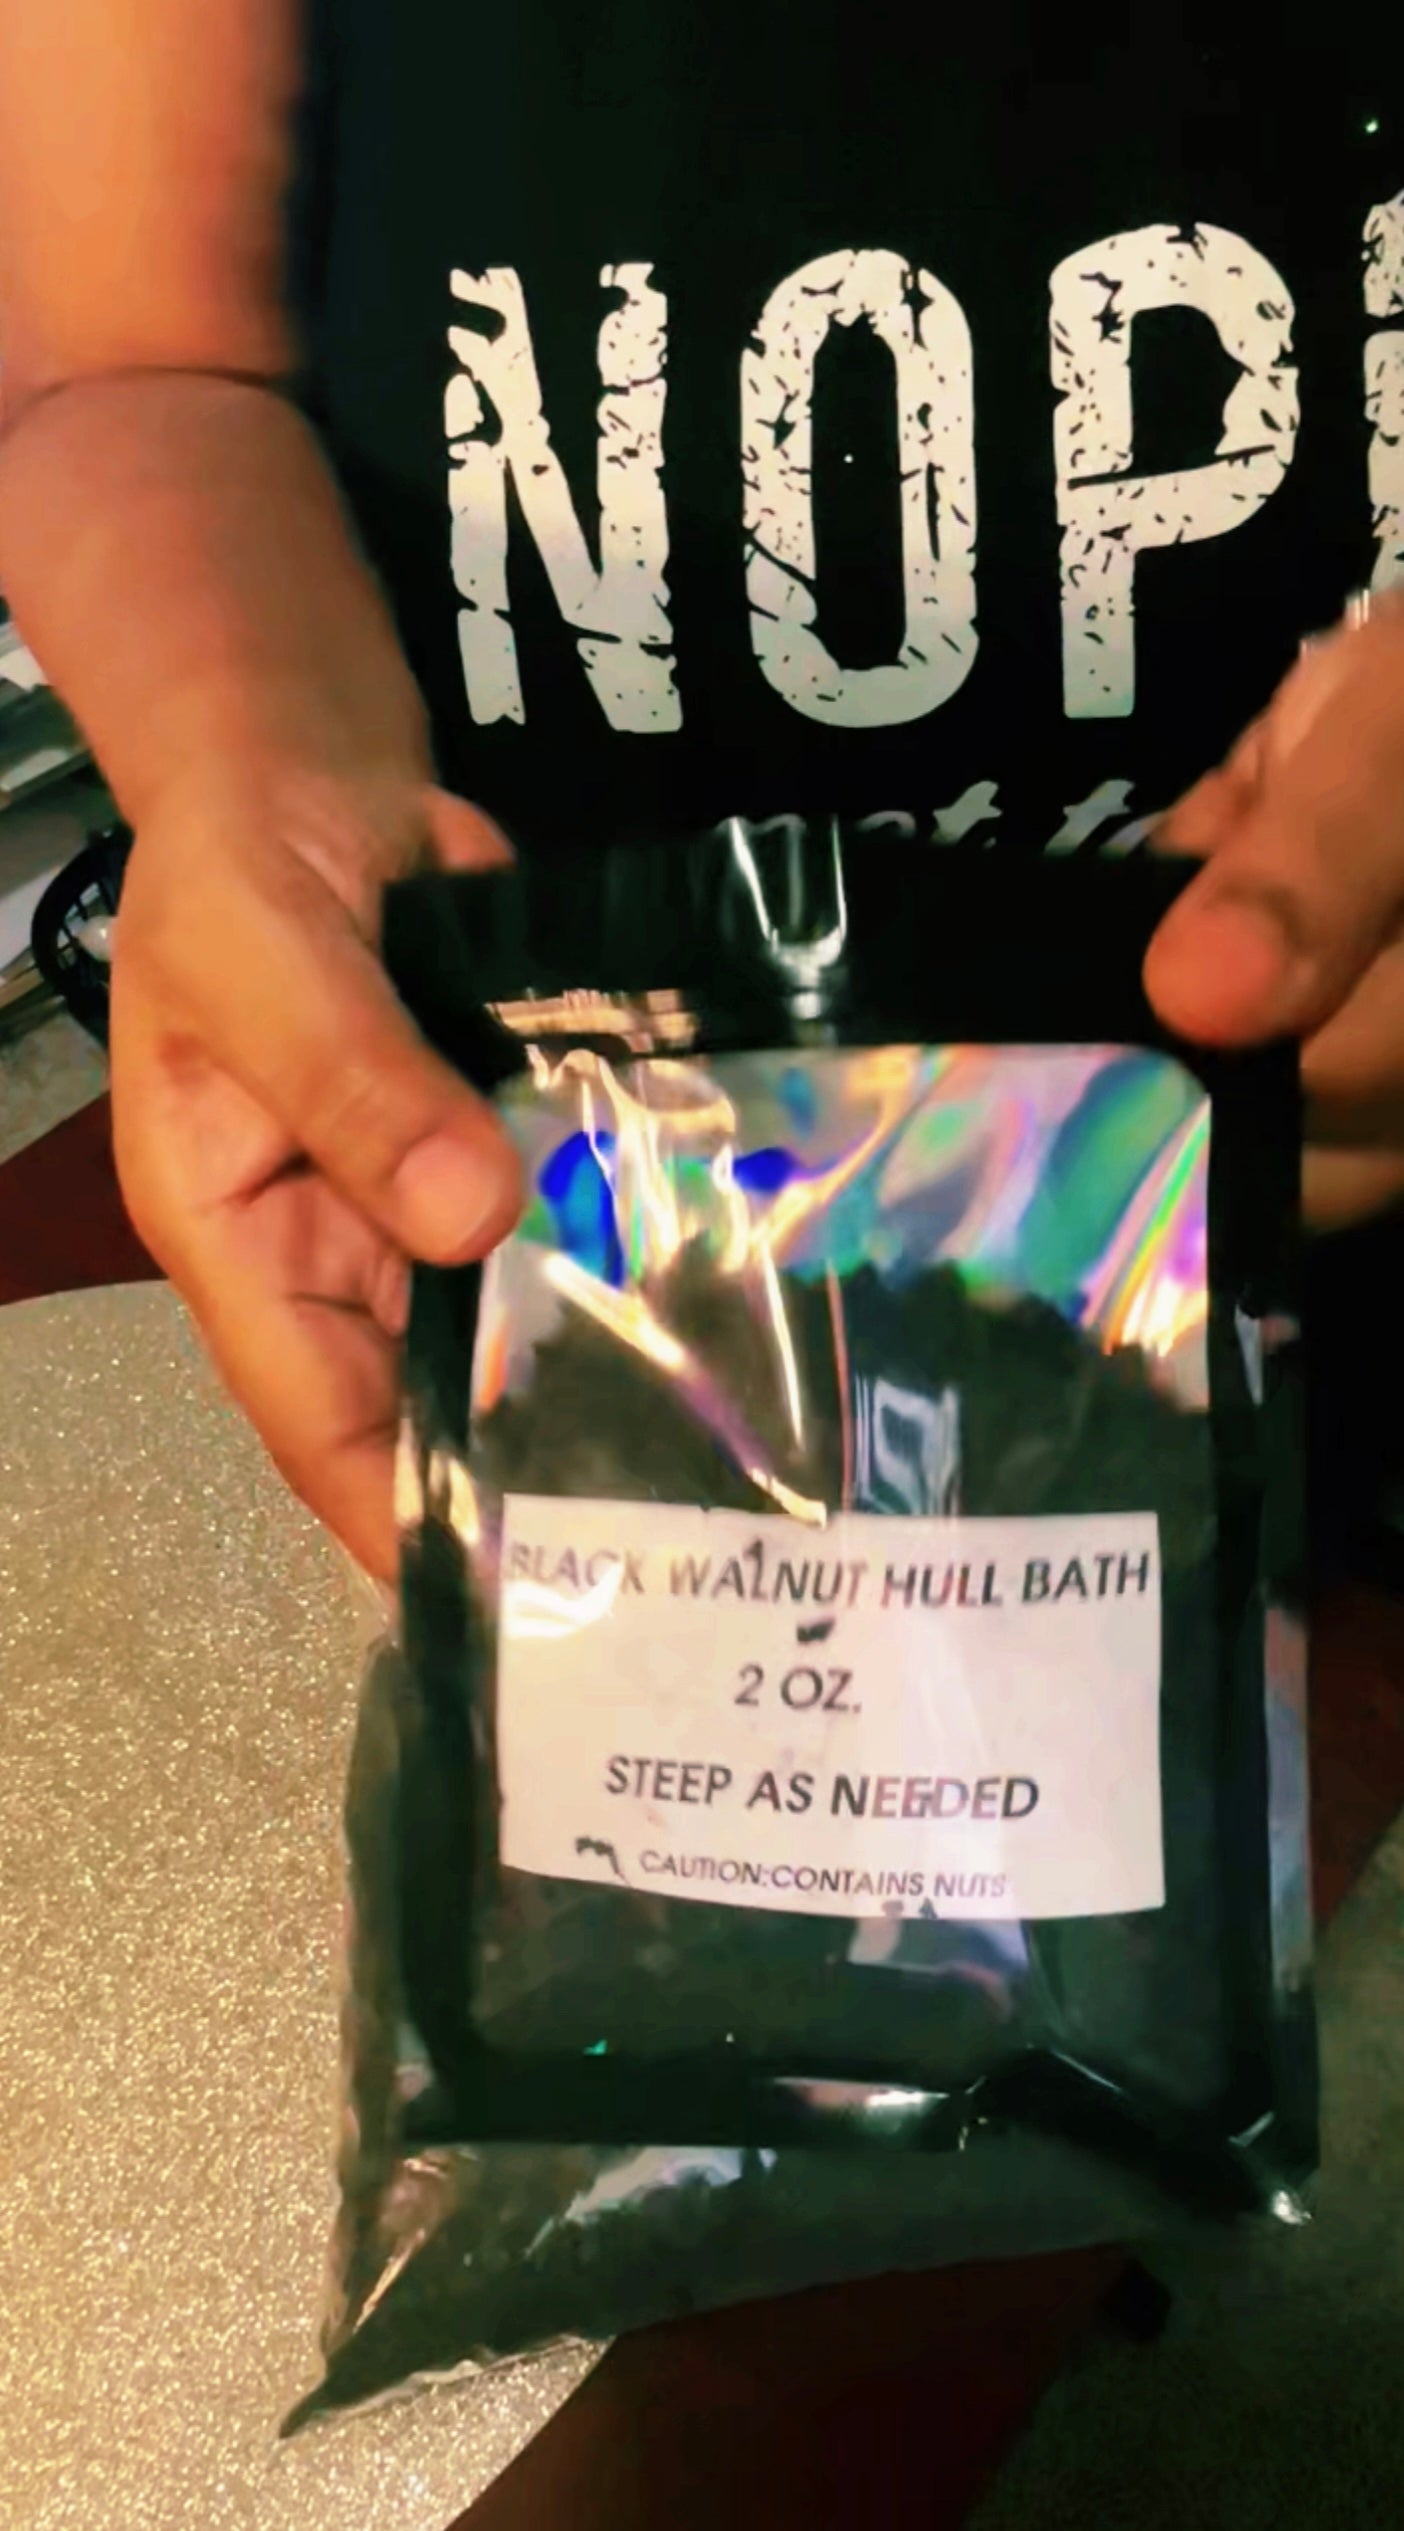 NOP
BLACK WALNUT HULL BATH
2 OZ.
STEEP AS NEEDED
CAUTION:CONTAINS NUTS